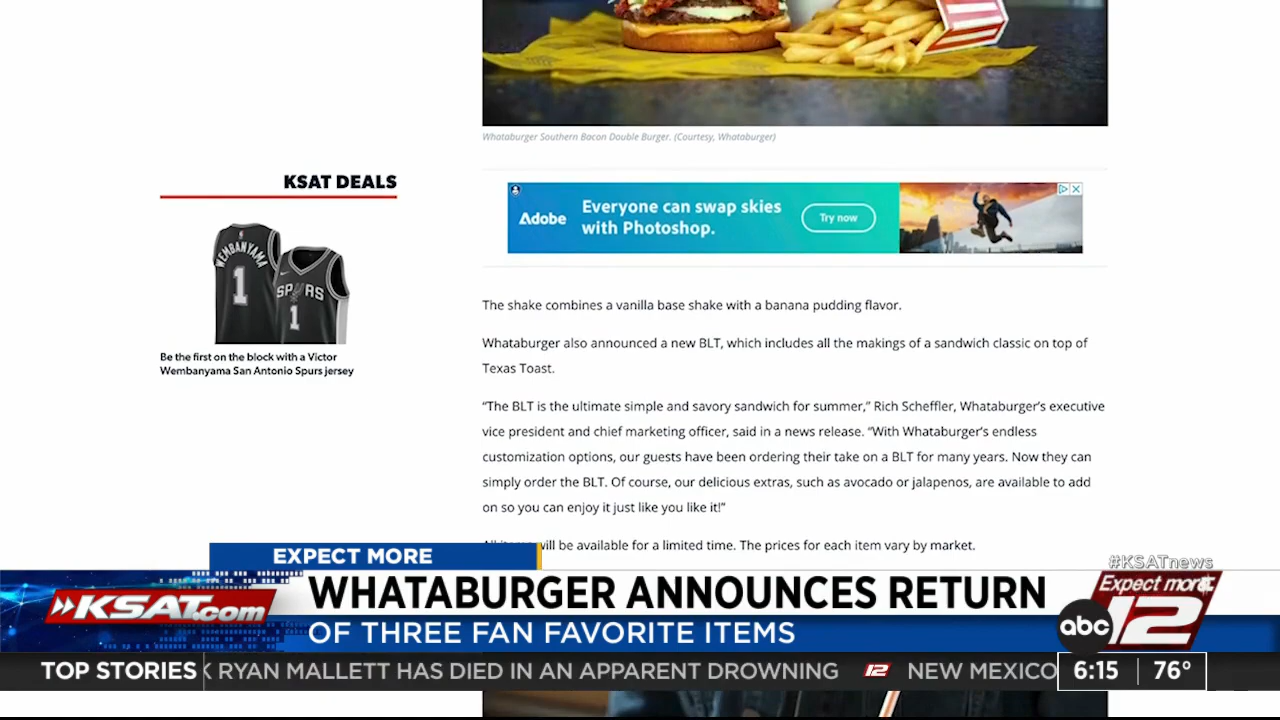 Whataburger Southern Bacon Double Burger. (Courtesy, Whataburger)
KSAT DEALS
WEMBANYAMA
1
SPURS
1
Be the first on the block with a Victor
Wembanyama San Antonio Spurs jersey
Adobe
Everyone can swap skies
with Photoshop.
Try now
The shake combines a vanilla base shake with a banana pudding flavor.
Whataburger also announced a new BLT, which includes all the makings of a sandwich classic on top of
Texas Toast.
“The BLT is the ultimate simple and savory sandwich for summer,” Rich Scheffler, Whataburger’s executive
vice president and chief marketing officer, said in a news release. “With Whataburger’s endless
customization options, our guests have been ordering their take on a BLT for many years. Now they can
simply order the BLT. Of course, our delicious extras, such as avocado or jalapenos, are available to add
on so you can enjoy it just like you like it!”
will be available for a limited time. The prices for each item vary by market.
EXPECT MORE
#KSATnews
KSAT.com
WHATABURGER ANNOUNCES RETURN
OF THREE FAN FAVORITE ITEMS
Expect more
abc 12
TOP STORIES
K RYAN MALLETT HAS DIED IN AN APPARENT DROWNING 12 NEW MEXICO
6:15 76°